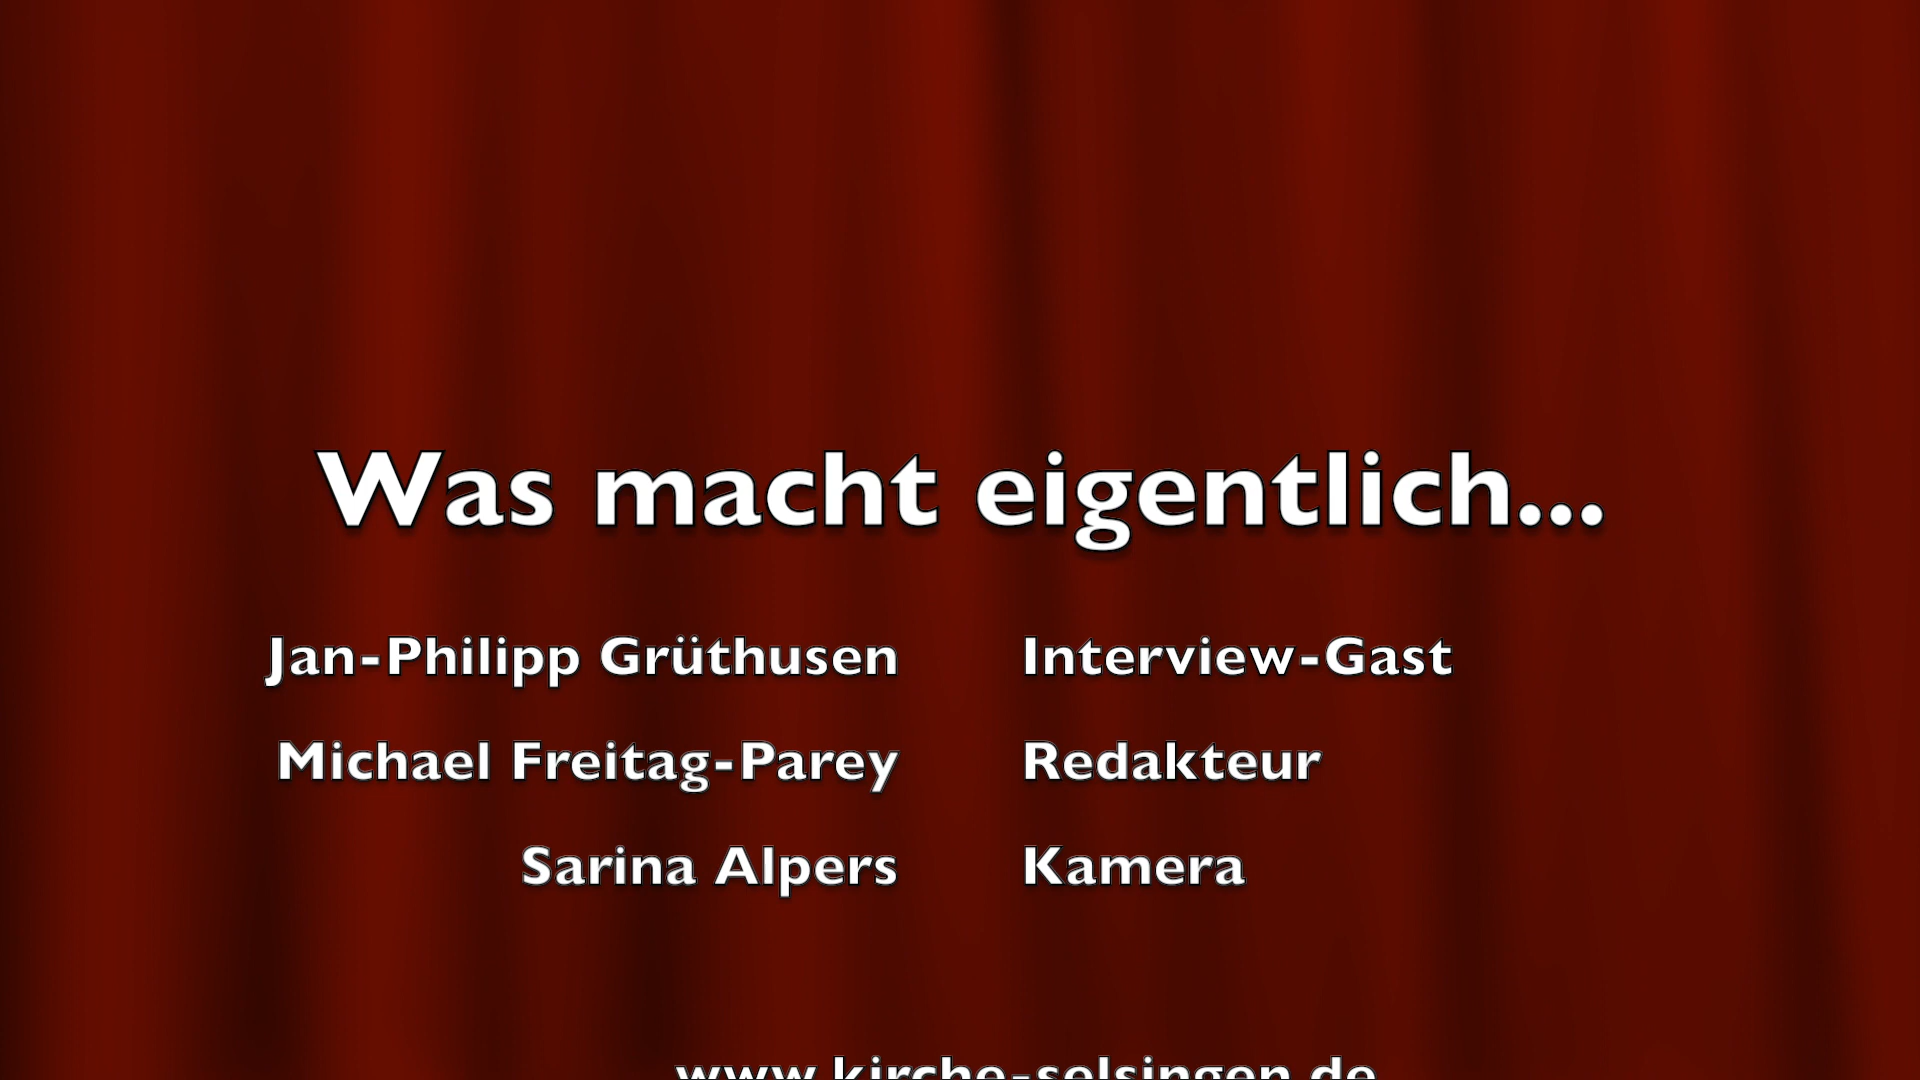 Was macht eigentlich...
Jan-Philipp Grüthusen Interview-Gast
Michael Freitag-Parey Redakteur
Sarina Alpers Kamera
www.kirche-selsingen.de